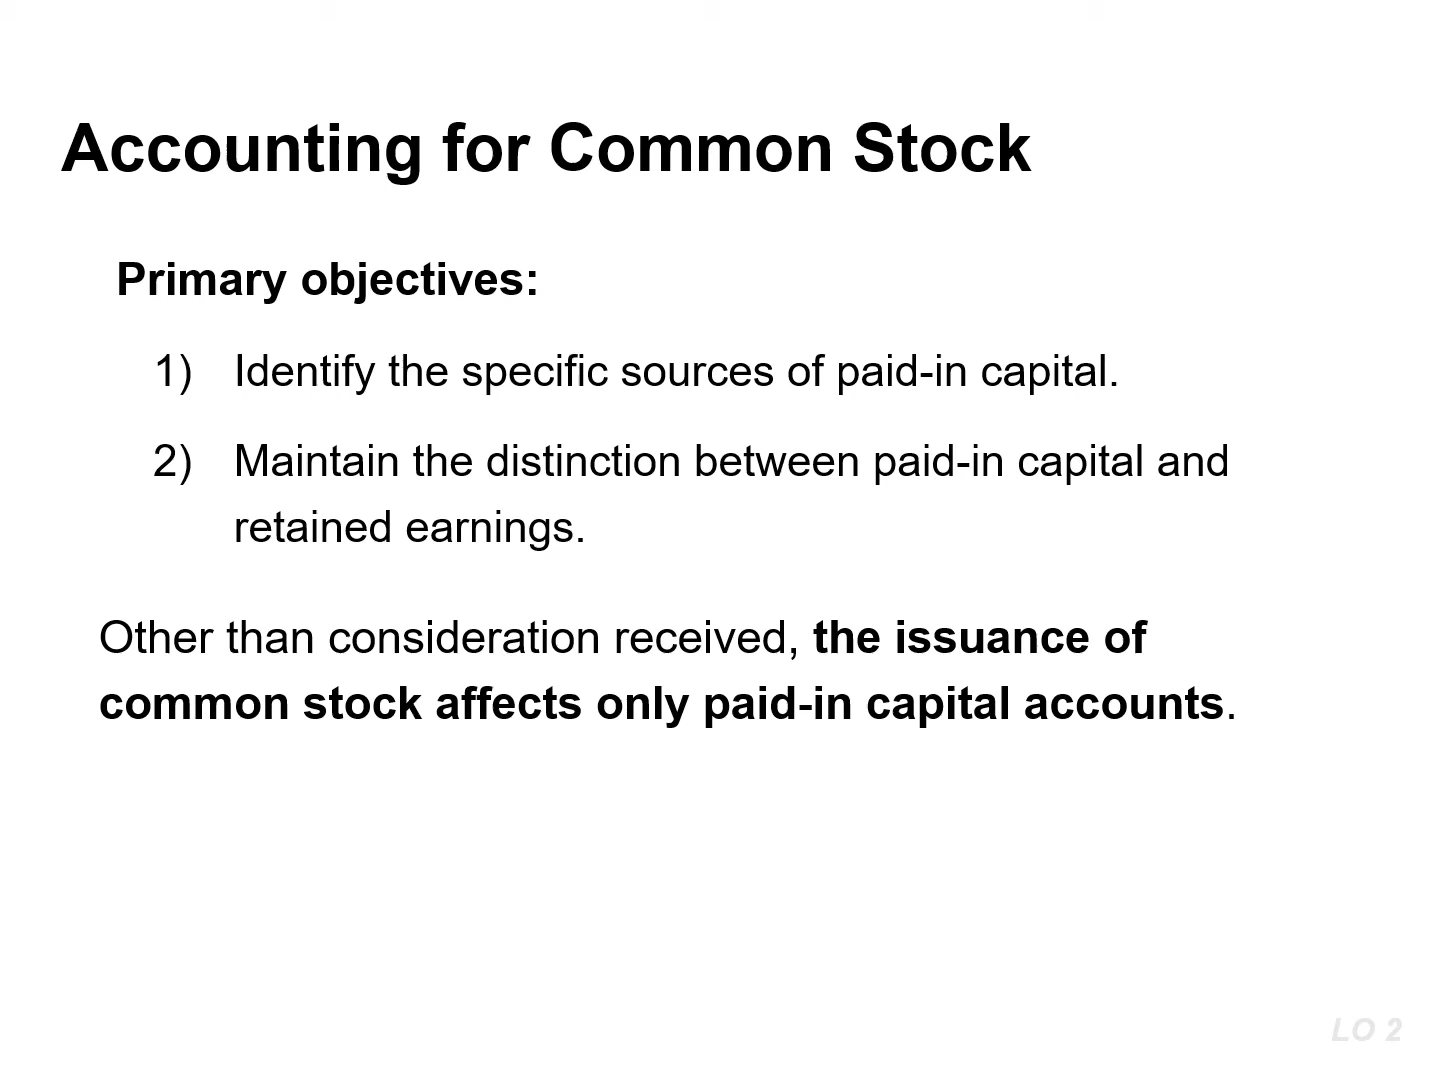 Accounting for Common Stock
Primary objectives:
1) Identify the specific sources of paid-in capital.
2) Maintain the distinction between paid-in capital and
retained earnings.
Other than consideration received, the issuance of
common stock affects only paid-in capital accounts.
LO 2